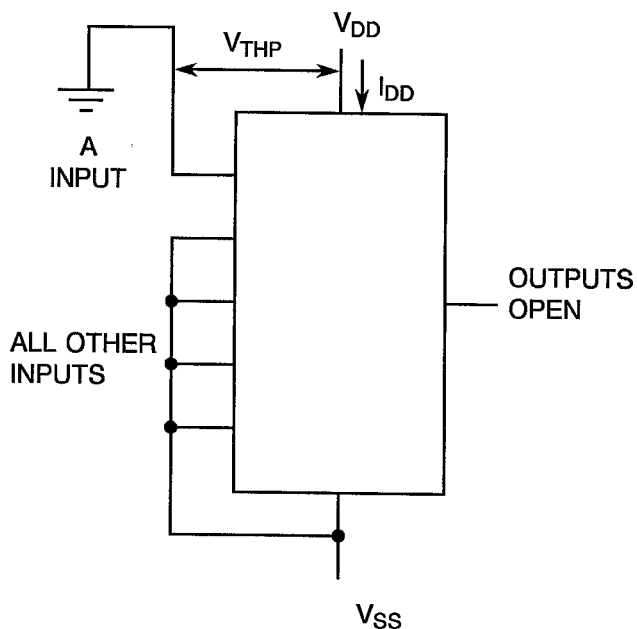 V_DD
V_THP
I_DD
A
INPUT
OUTPUTS
OPEN
ALL OTHER
INPUTS
V_SS